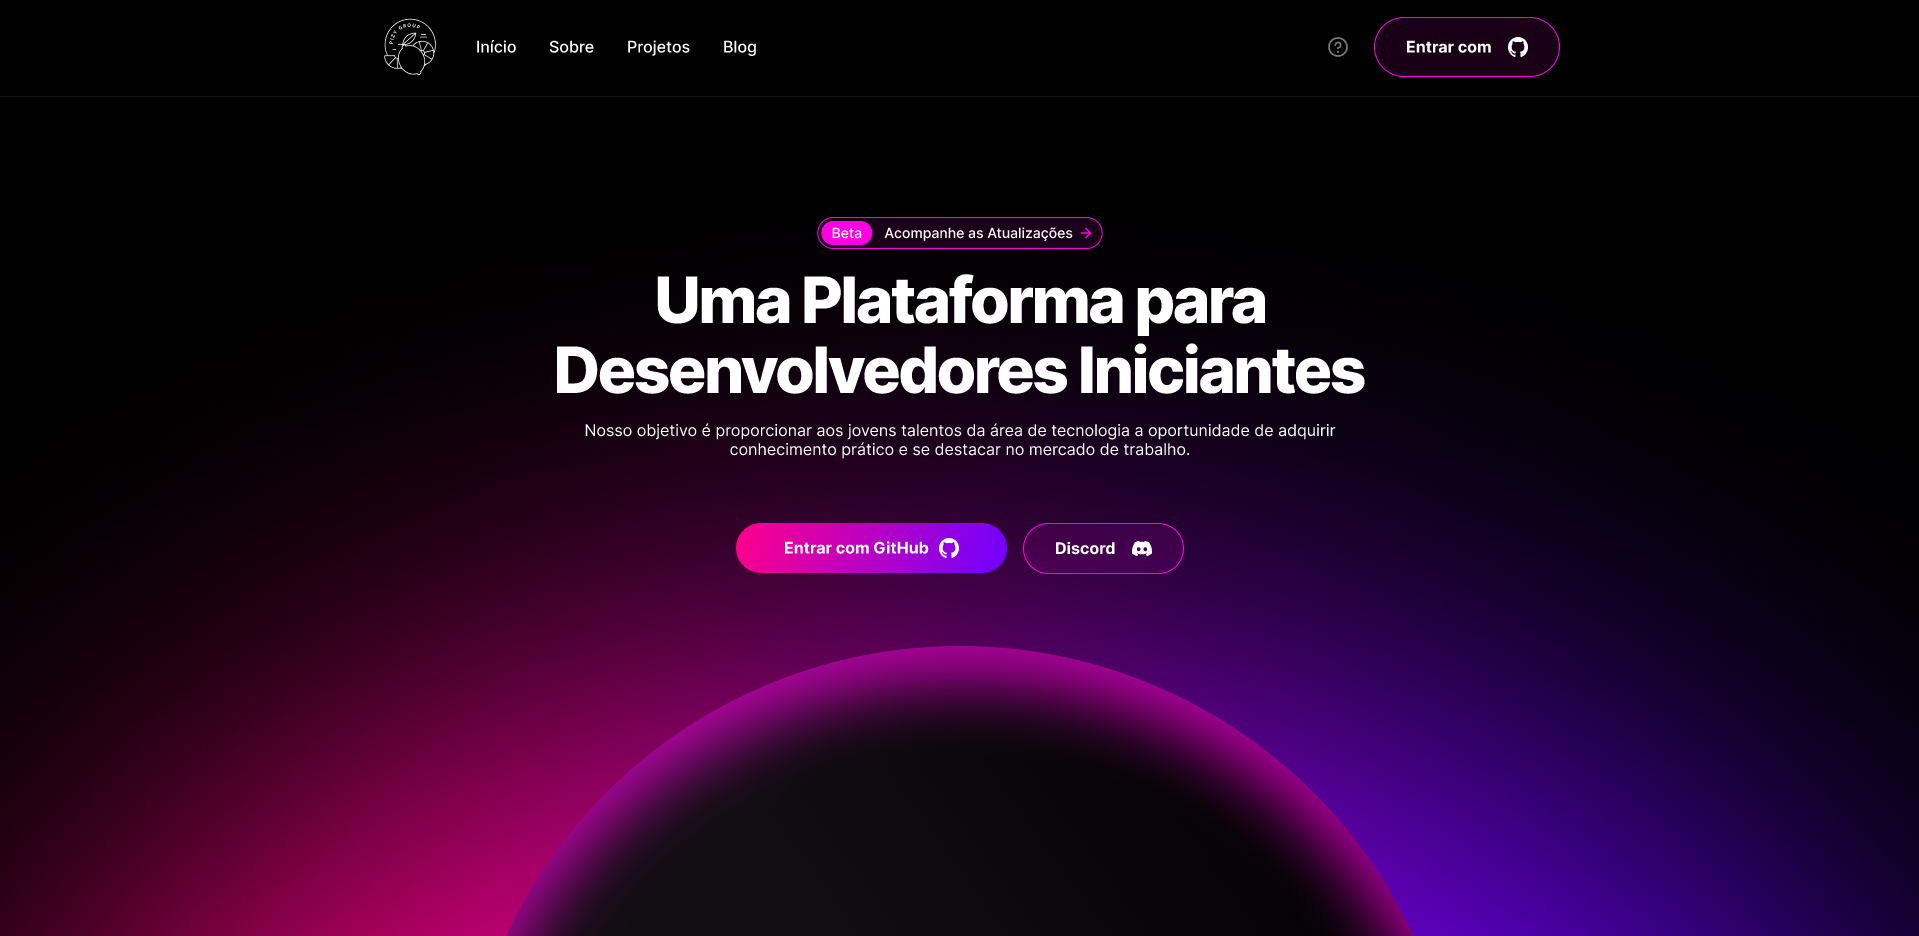 PIZY GROUP
Início
Sobre
Projetos
Blog
Entrar com
Beta
Acompanhe as Atualizações →
Uma Plataforma para
Desenvolvedores Iniciantes
Nosso objetivo é proporcionar aos jovens talentos da área de tecnologia a oportunidade de adquirir
conhecimento prático e se destacar no mercado de trabalho.
Entrar com GitHub
Discord